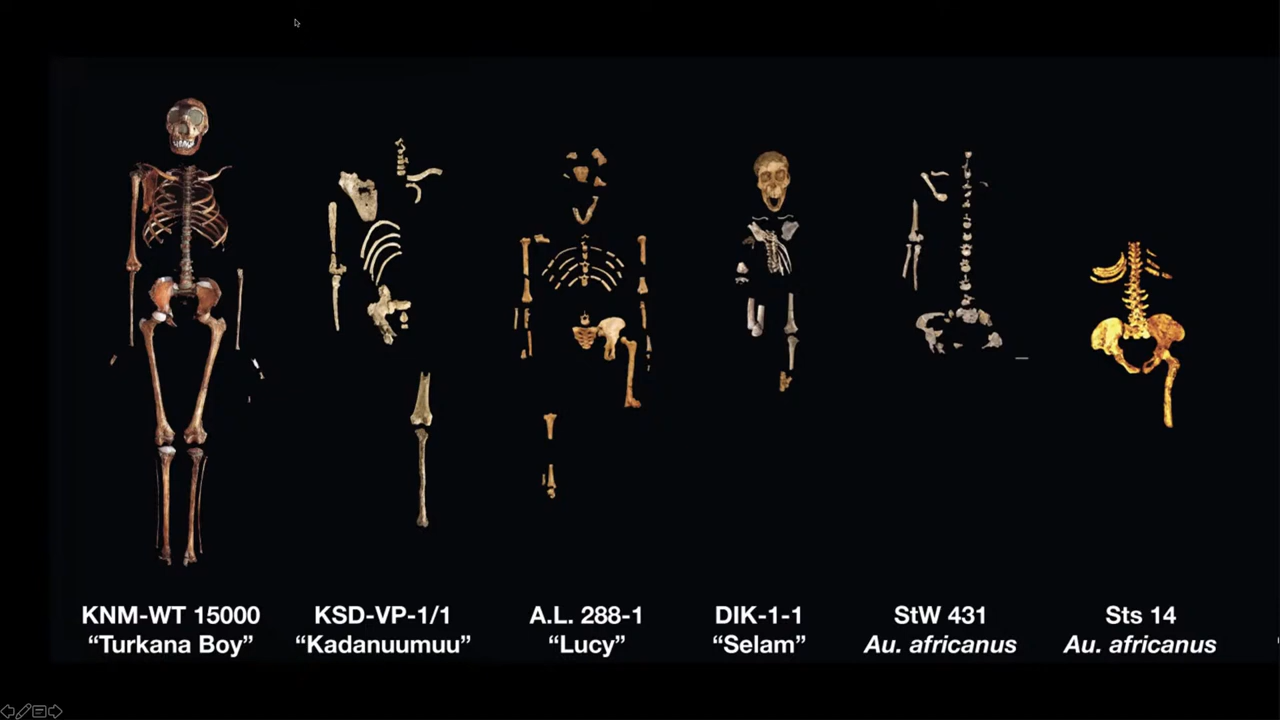 KNM-WT 15000
“Turkana Boy”
KSD-VP-1/1
“Kadanuumuu”
A.L. 288-1
“Lucy”
DIK-1-1
“Selam”
StW 431
Au. africanus
Sts 14
Au. africanus